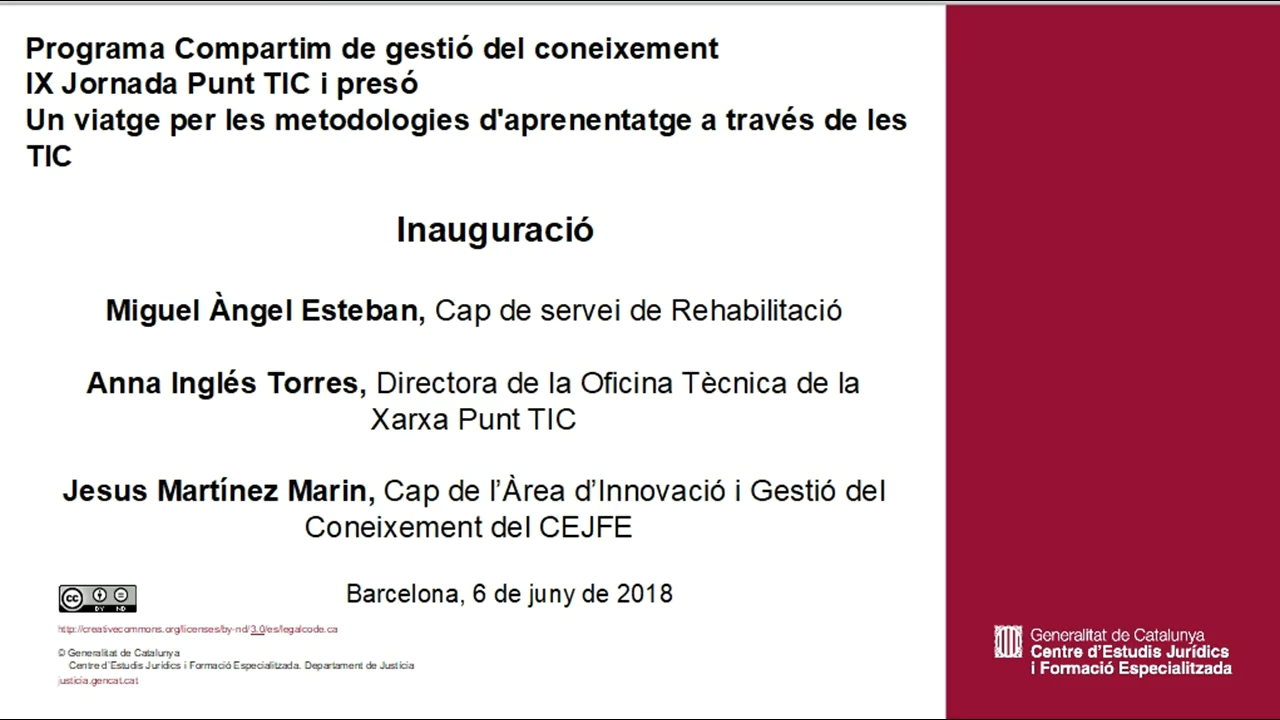 Programa Compartim de gestió del coneixement
IX Jornada Punt TIC i presó
Un viatge per les metodologies d'aprenentatge a través de les
TIC
Inauguració
Miguel Àngel Esteban, Cap de servei de Rehabilitació
Anna Inglés Torres, Directora de la Oficina Tècnica de la
Xarxa Punt TIC
Jesus Martínez Marin, Cap de l’Àrea d’Innovació i Gestió del
Coneixement del CEJFE
Barcelona, 6 de juny de 2018
cc BY ND
http://creativecommons.org/licenses/by-nd/3.0/es/legalcode.ca
© Generalitat de Catalunya
Centre d'Estudis Jurídics i Formació Especialitzada. Departament de Justícia
justicia.gencat.cat
Generalitat de Catalunya
Centre d'Estudis Jurídics
i Formació Especialitzada